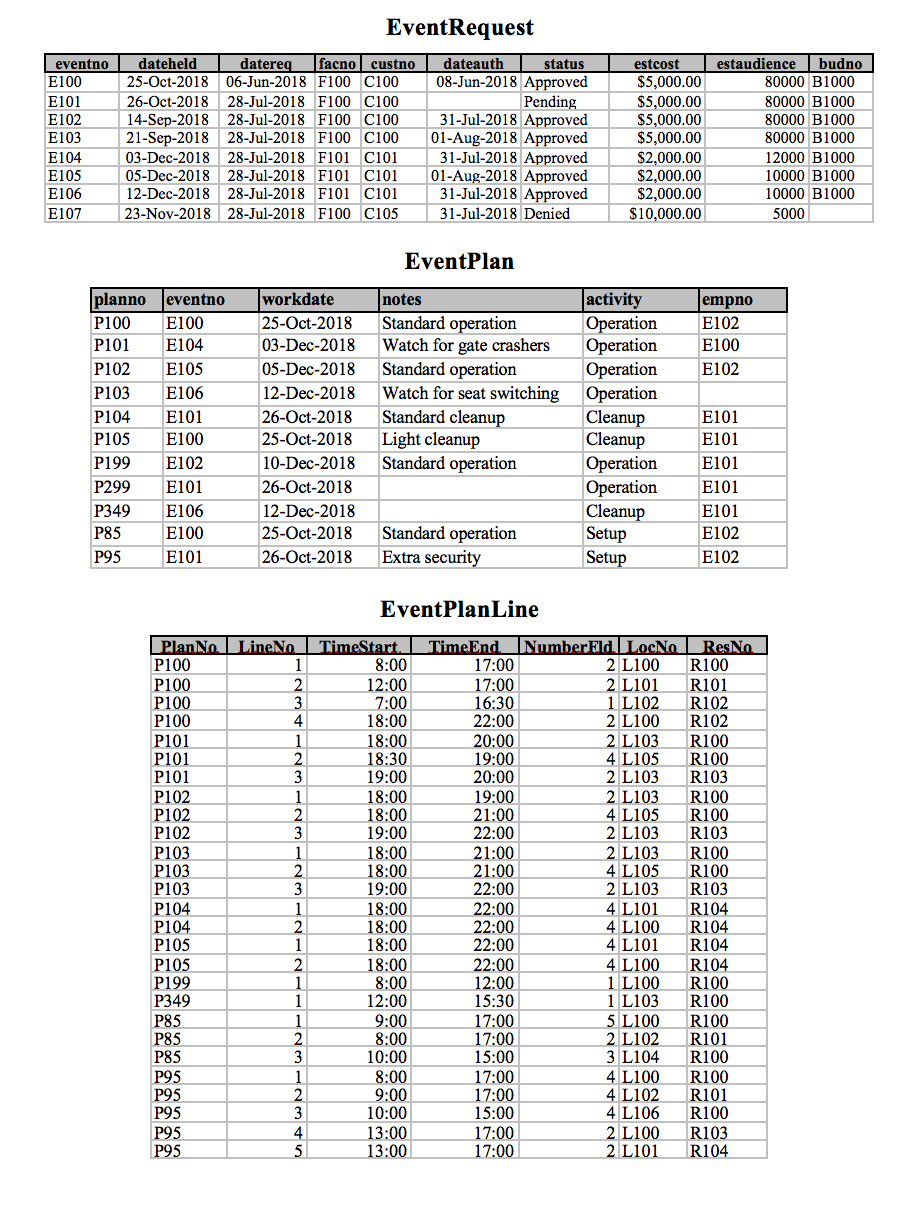 EventRequest
eventno dateheld datereq facno custno dateauth status estcost estaudience budno
E100 25-Oct-2018 06-Jun-2018 F100 C100 08-Jun-2018 Approved $5,000.00 80000 B1000
E101 26-Oct-2018 28-Jul-2018 F100 C100 Pending $5,000.00 80000 B1000
E102 14-Sep-2018 28-Jul-2018 F100 C100 31-Jul-2018 Approved $5,000.00 80000 B1000
E103 21-Sep-2018 28-Jul-2018 F100 C100 01-Aug-2018 Approved $5,000.00 80000 B1000
E104 03-Dec-2018 28-Jul-2018 F101 C101 31-Jul-2018 Approved $2,000.00 12000 B1000
E105 05-Dec-2018 28-Jul-2018 F101 C101 01-Aug-2018 Approved $2,000.00 10000 B1000
E106 12-Dec-2018 28-Jul-2018 F101 C101 31-Jul-2018 Approved $2,000.00 10000 B1000
E107 23-Nov-2018 28-Jul-2018 F100 C105 31-Jul-2018 Denied $10,000.00 5000
EventPlan
planno eventno workdate notes activity empno
P100 E100 25-Oct-2018 Standard operation Operation E102
P101 E104 03-Dec-2018 Watch for gate crashers Operation E100
P102 E105 05-Dec-2018 Standard operation Operation E102
P103 E106 12-Dec-2018 Watch for seat switching Operation
P104 E101 26-Oct-2018 Standard cleanup Cleanup E101
P105 E100 25-Oct-2018 Light cleanup Cleanup E101
P199 E102 10-Dec-2018 Standard operation Operation E101
P299 E101 26-Oct-2018 Operation E101
P349 E106 12-Dec-2018 Cleanup E101
P85 E100 25-Oct-2018 Standard operation Setup E102
P95 E101 26-Oct-2018 Extra security Setup E102
EventPlanLine
PlanNo LineNo TimeStart TimeEnd NumberFld LocNo ResNo
P100 1 8:00 17:00 2 L100 R100
P100 2 12:00 17:00 2 L101 R101
P100 3 7:00 16:30 1 L102 R102
P100 4 18:00 22:00 2 L100 R102
P101 1 18:00 20:00 2 L103 R100
P101 2 18:30 19:00 4 L105 R100
P101 3 19:00 20:00 2 L103 R103
P102 1 18:00 19:00 2 L103 R100
P102 2 18:00 21:00 4 L105 R100
P102 3 19:00 22:00 2 L103 R103
P103 1 18:00 21:00 2 L103 R100
P103 2 18:00 21:00 4 L105 R100
P103 3 19:00 22:00 2 L103 R103
P104 1 18:00 22:00 4 L101 R104
P104 2 18:00 22:00 4 L100 R104
P105 1 18:00 22:00 4 L101 R104
P105 2 18:00 22:00 4 L100 R104
P199 1 8:00 12:00 1 L100 R100
P349 1 12:00 15:30 1 L103 R100
P85 1 9:00 17:00 5 L100 R100
P85 2 8:00 17:00 2 L102 R101
P85 3 10:00 15:00 3 L104 R100
P95 1 8:00 17:00 4 L100 R100
P95 2 9:00 17:00 4 L102 R101
P95 3 10:00 15:00 4 L106 R100
P95 4 13:00 17:00 2 L100 R103
P95 5 13:00 17:00 2 L101 R104